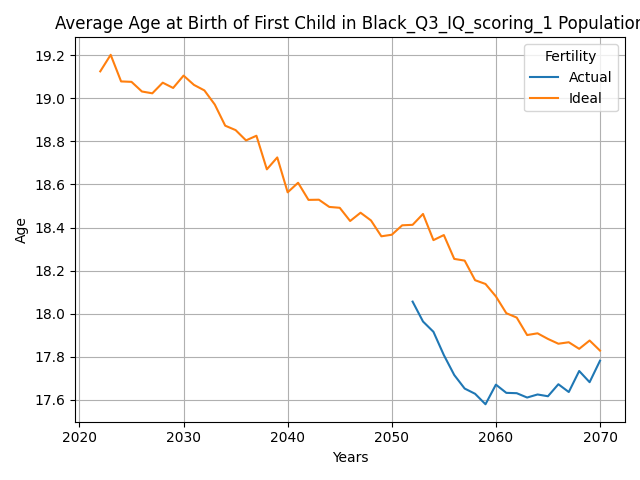 Average Age at Birth of First Child in Black_Q3_IQ_scoring_1 Population
Fertility
Actual
Ideal
19.2
19.0
18.8
18.6
18.4
18.2
18.0
17.8
17.6
Age
2020
2030
2040
2050
2060
2070
Years